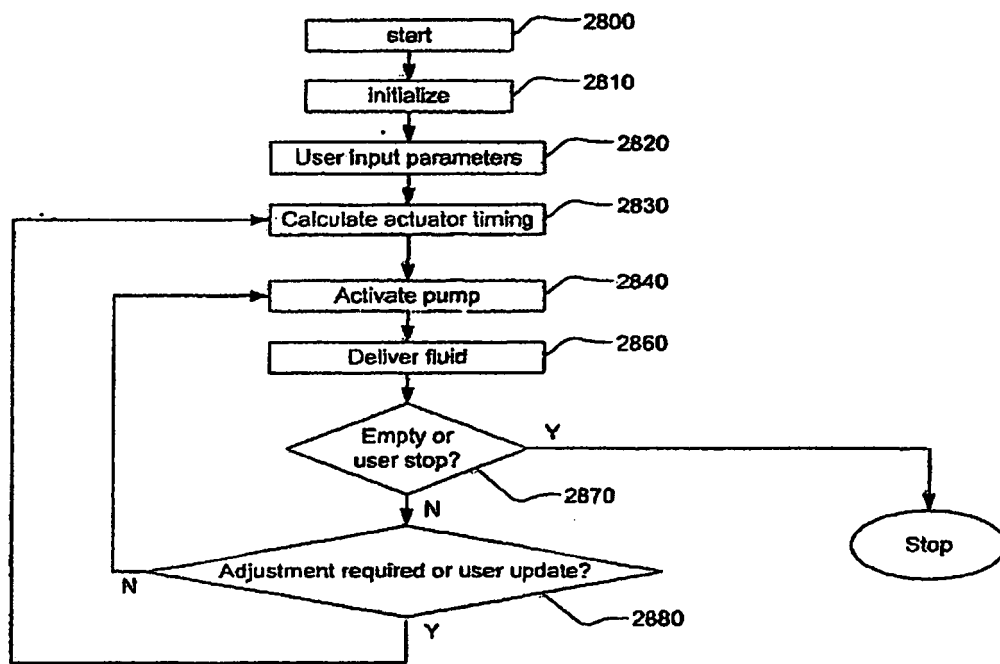 start
2800
initialize
2810
User input parameters
2820
Calculate actuator timing
2830
Activate pump
2840
Deliver fluid
2860
Empty or
user stop?
Y
2870
N
Stop
Adjustment required or user update?
N
2880
Y